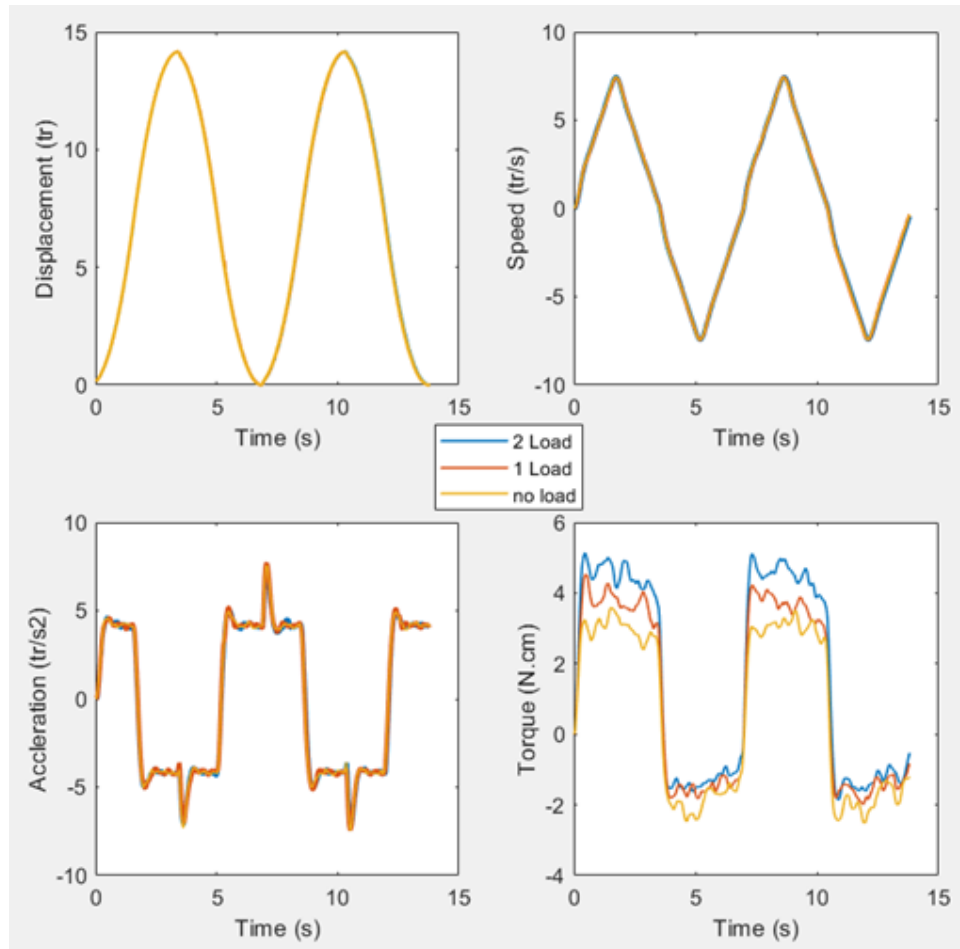 15
10
5
0
0 5 10 15
Displacement (tr)
Time (s)
10
5
0
-5
-10
0 5 10 15
Speed (tr/s)
Time (s)
2 Load
1 Load
no load
10
5
0
-5
-10
0 5 10 15
Accleration (tr/s2)
Time (s)
6
4
2
0
-2
-4
0 5 10 15
Torque (N.cm)
Time (s)